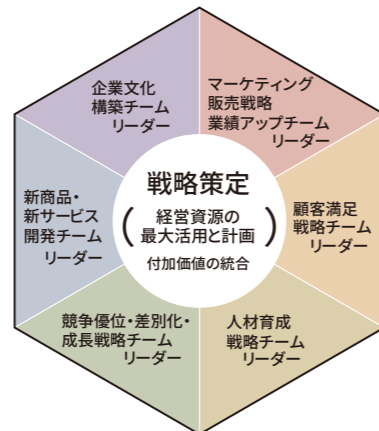 企業文化
構築チーム
リーダー
マーケティング
販売戦略
業績アップチーム
リーダー
新商品・
新サービス
開発チーム
リーダー
戦略策定
(経営資源の
最大活用と計画)
付加価値の統合
顧客満足
戦略チーム
リーダー
競争優位・差別化・
成長戦略チーム
リーダー
人材育成
戦略チーム
リーダー